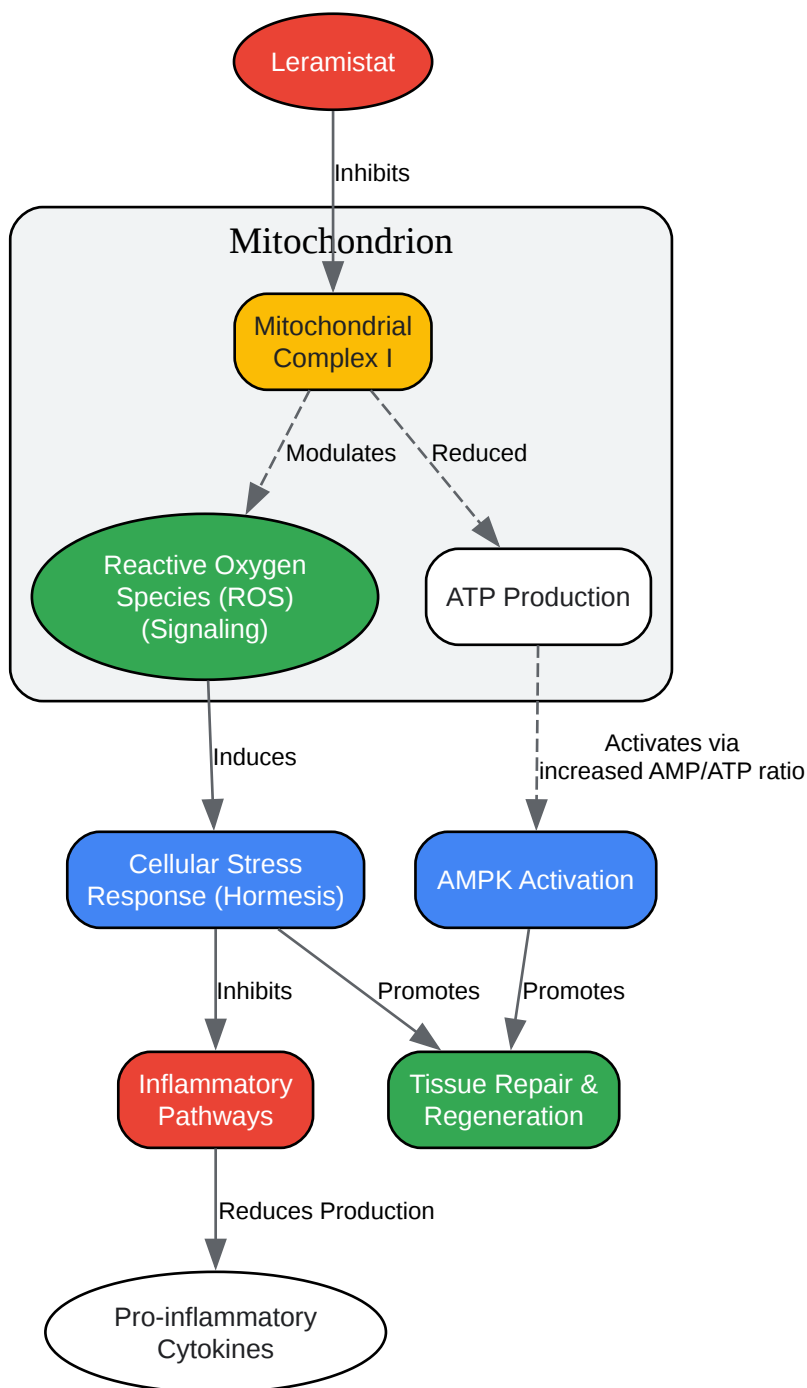 Leramistat
Inhibits
Mitochondrion
Mitochondrial
Complex I
Modulates
Reduced
Reactive Oxygen
Species (ROS)
(Signaling)
ATP Production
Induces
Activates via
increased AMP/ATP ratio
Cellular Stress
Response (Hormesis)
AMPK Activation
Inhibits
Promotes
Promotes
Inflammatory
Pathways
Tissue Repair &
Regeneration
Reduces Production
Pro-inflammatory
Cytokines